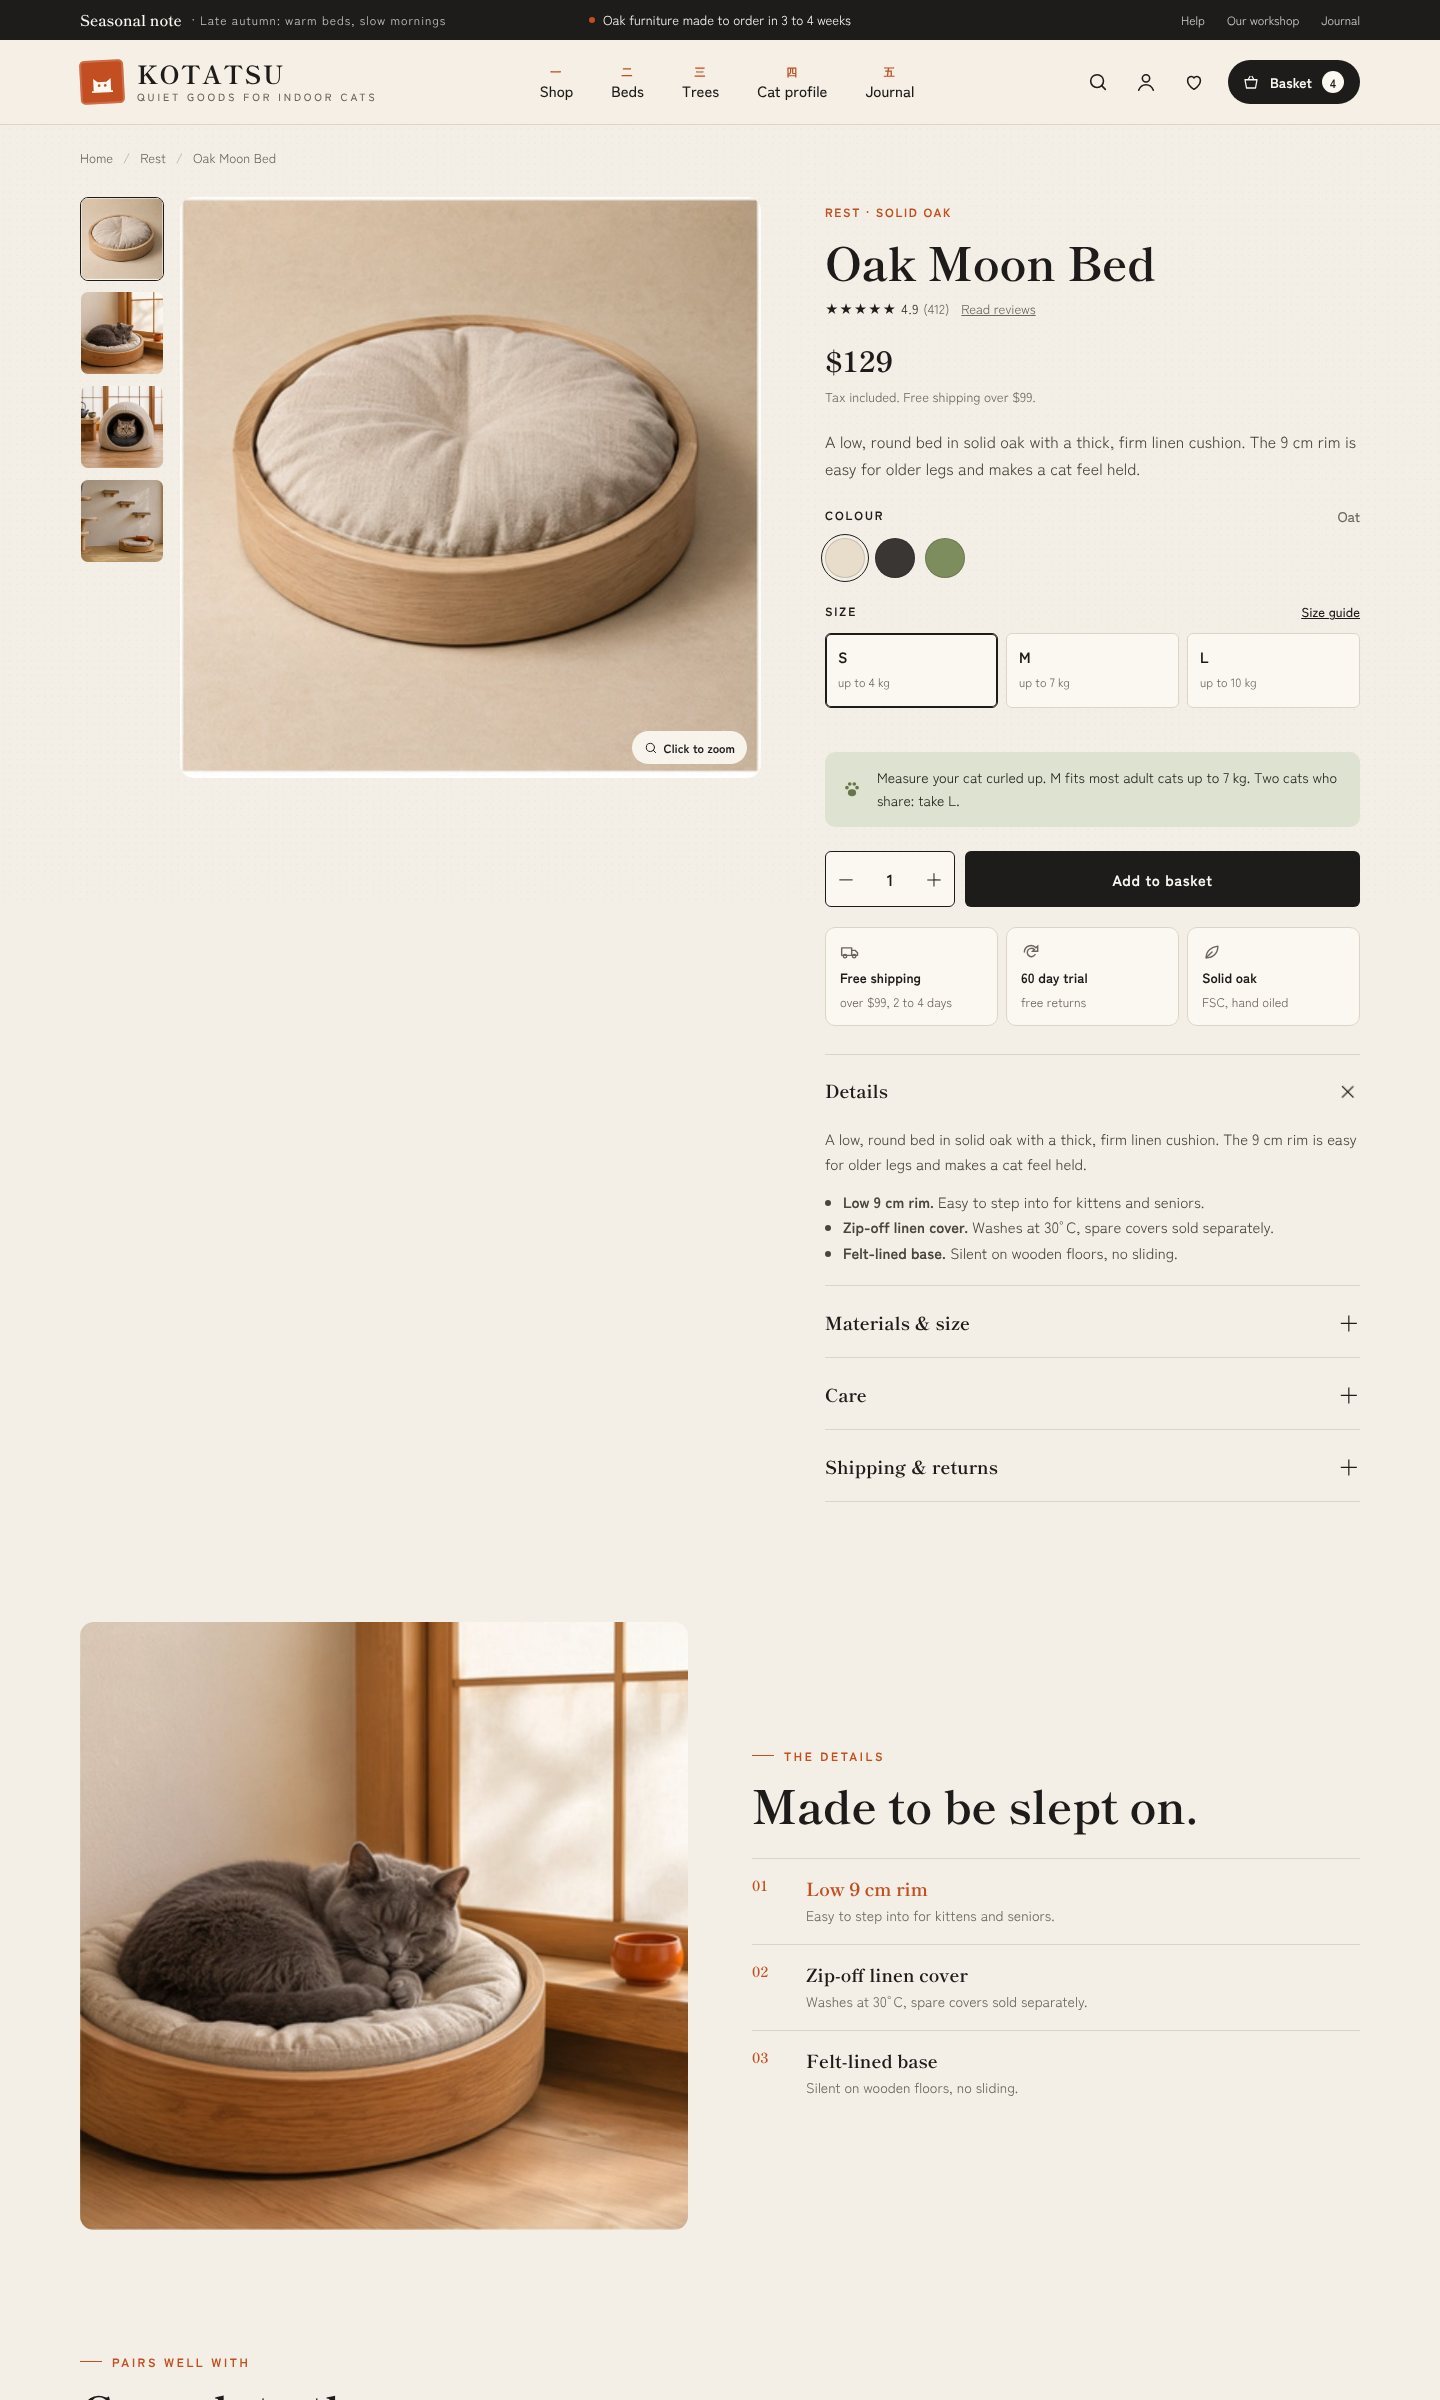 Seasonal note · Late autumn: warm beds, slow mornings
Oak furniture made to order in 3 to 4 weeks
Help Our workshop Journal
KOTATSU
QUIET GOODS FOR INDOOR CATS
一 二 三 四 五
Shop Beds Trees Cat profile Journal
Basket 4
Home / Rest / Oak Moon Bed
REST · SOLID OAK
Oak Moon Bed
★★★★★ 4.9 (412) Read reviews
$129
Tax included. Free shipping over $99.
A low, round bed in solid oak with a thick, firm linen cushion. The 9 cm rim is
easy for older legs and makes a cat feel held.
COLOUR Oat
SIZE Size guide
S M L
up to 4 kg up to 7 kg up to 10 kg
Click to zoom
Measure your cat curled up. M fits most adult cats up to 7 kg. Two cats who
share: take L.
1
Add to basket
Free shipping 60 day trial Solid oak
over $99, 2 to 4 days free returns FSC, hand oiled
Details
A low, round bed in solid oak with a thick, firm linen cushion. The 9 cm rim is easy
for older legs and makes a cat feel held.
• Low 9 cm rim. Easy to step into for kittens and seniors.
• Zip-off linen cover. Washes at 30°C, spare covers sold separately.
• Felt-lined base. Silent on wooden floors, no sliding.
Materials & size
Care
Shipping & returns
THE DETAILS
Made to be slept on.
01 Low 9 cm rim
Easy to step into for kittens and seniors.
02 Zip-off linen cover
Washes at 30°C, spare covers sold separately.
03 Felt-lined base
Silent on wooden floors, no sliding.
PAIRS WELL WITH